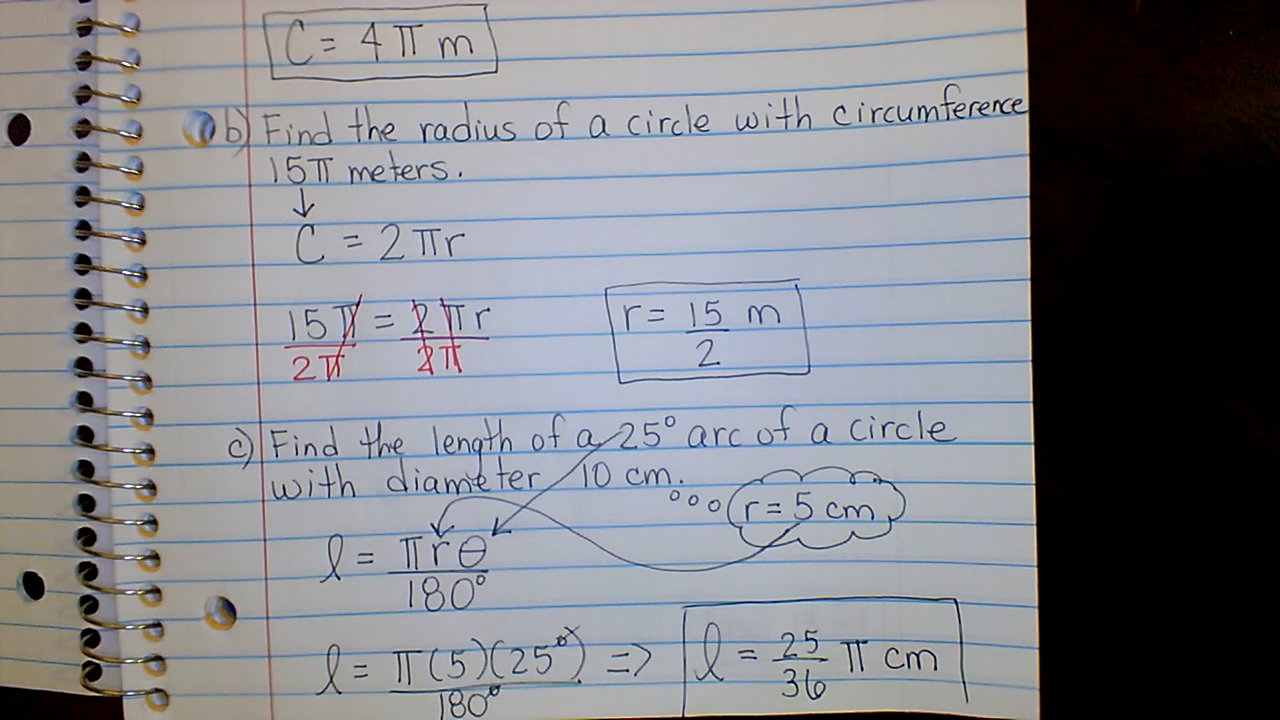 C = 4 π m
b) Find the radius of a circle with circumference
15π meters.
↓
C = 2πr
15π/2π = 2πr/2π
r = 15/2 m
c) Find the length of a 25° arc of a circle
with diameter 10 cm.
r = 5 cm
l = πrθ/180°
l = π(5)(25°)/180° => l = 25/36 π cm